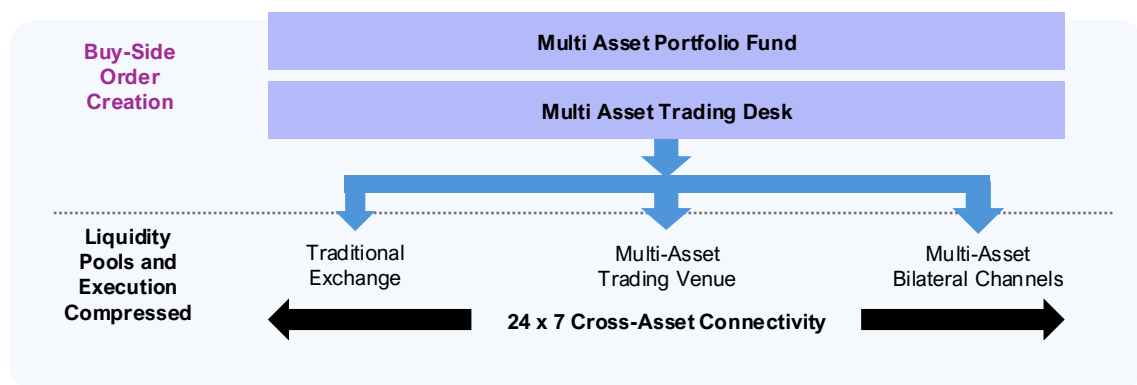 Buy-Side
Order
Creation
Multi Asset Portfolio Fund
Multi Asset Trading Desk
Liquidity
Pools and
Execution
Compressed
Traditional
Exchange
Multi-Asset
Trading Venue
Multi-Asset
Bilateral Channels
24 x 7 Cross-Asset Connectivity